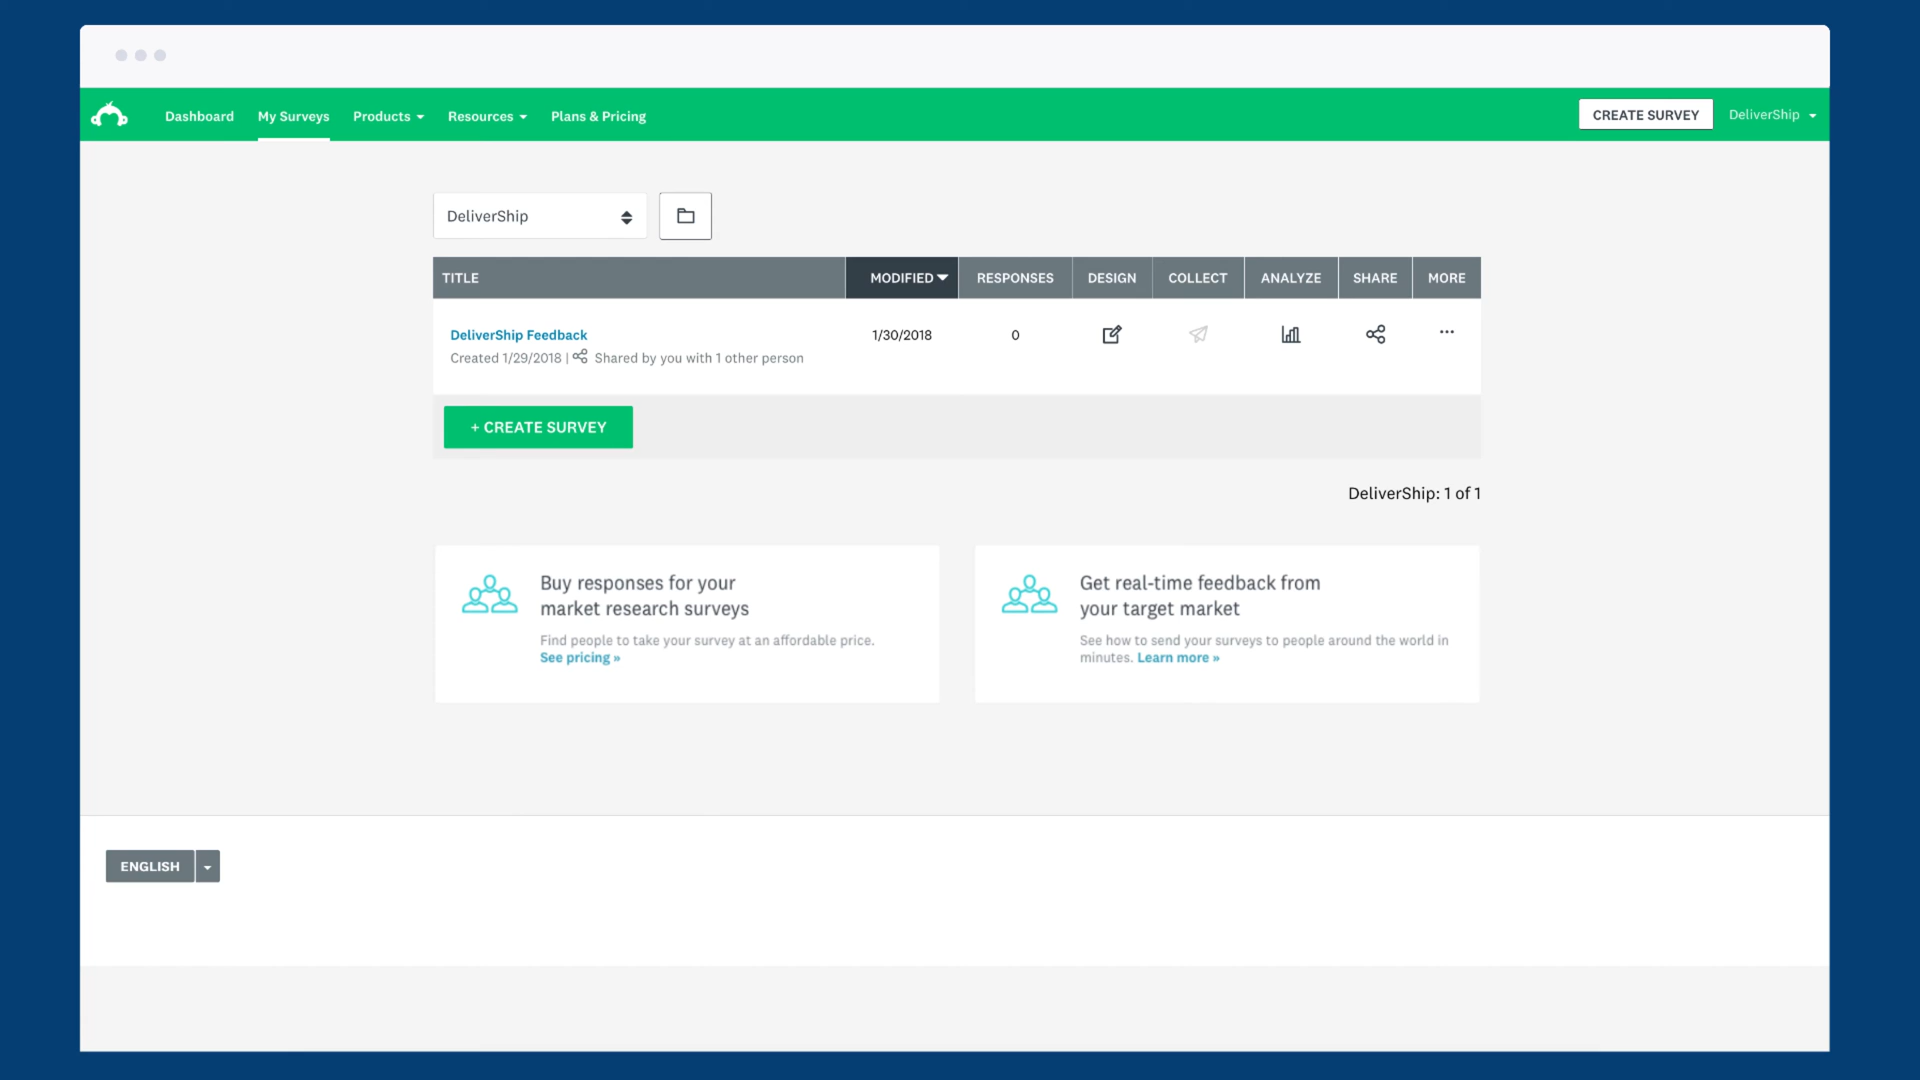 Dashboard My Surveys Products Resources Plans & Pricing CREATE SURVEY DeliverShip
DeliverShip
TITLE MODIFIED RESPONSES DESIGN COLLECT ANALYZE SHARE MORE
DeliverShip Feedback 1/30/2018 0
Created 1/29/2018 | Shared by you with 1 other person
+ CREATE SURVEY
DeliverShip: 1 of 1
Buy responses for your
market research surveys
Find people to take your survey at an affordable price.
See pricing »
Get real-time feedback from
your target market
See how to send your surveys to people around the world in
minutes. Learn more »
ENGLISH